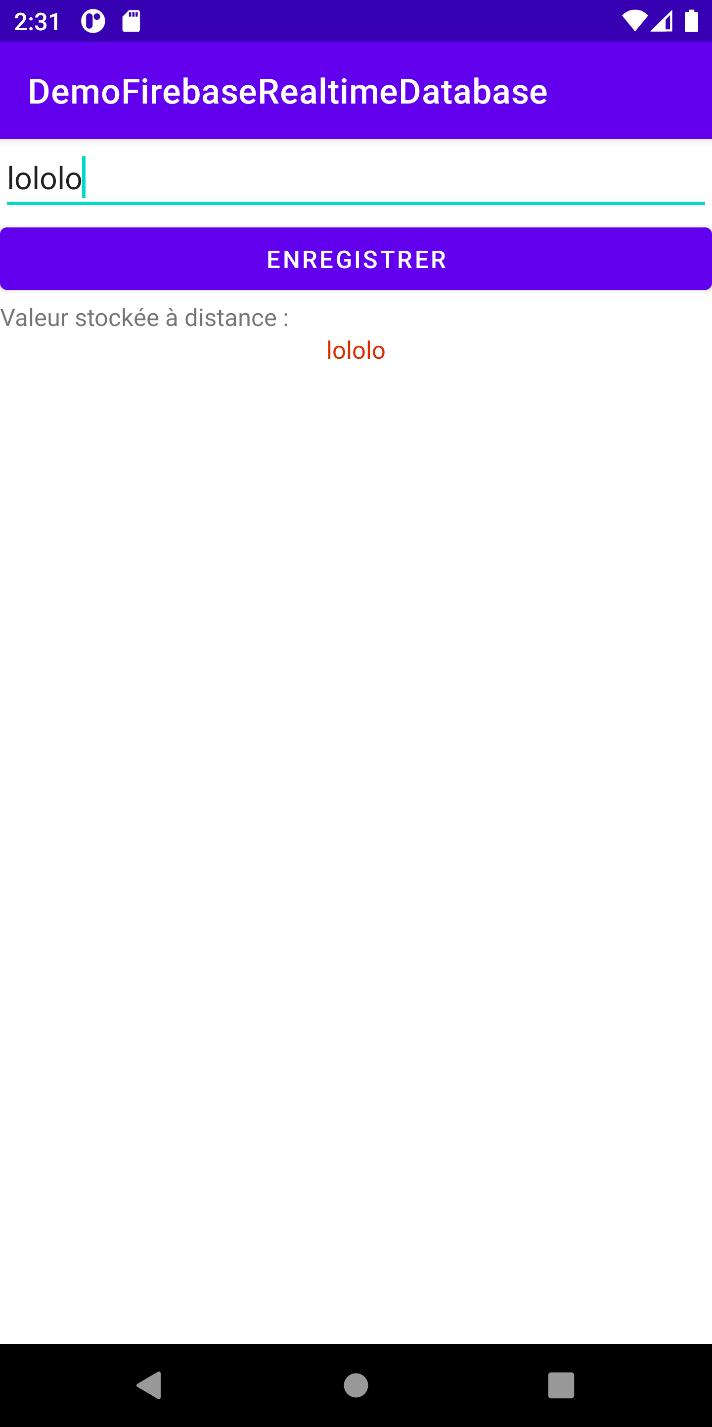 2:31
DemoFirebaseRealtimeDatabase
lololo
ENREGISTRER
Valeur stockée à distance :
lololo